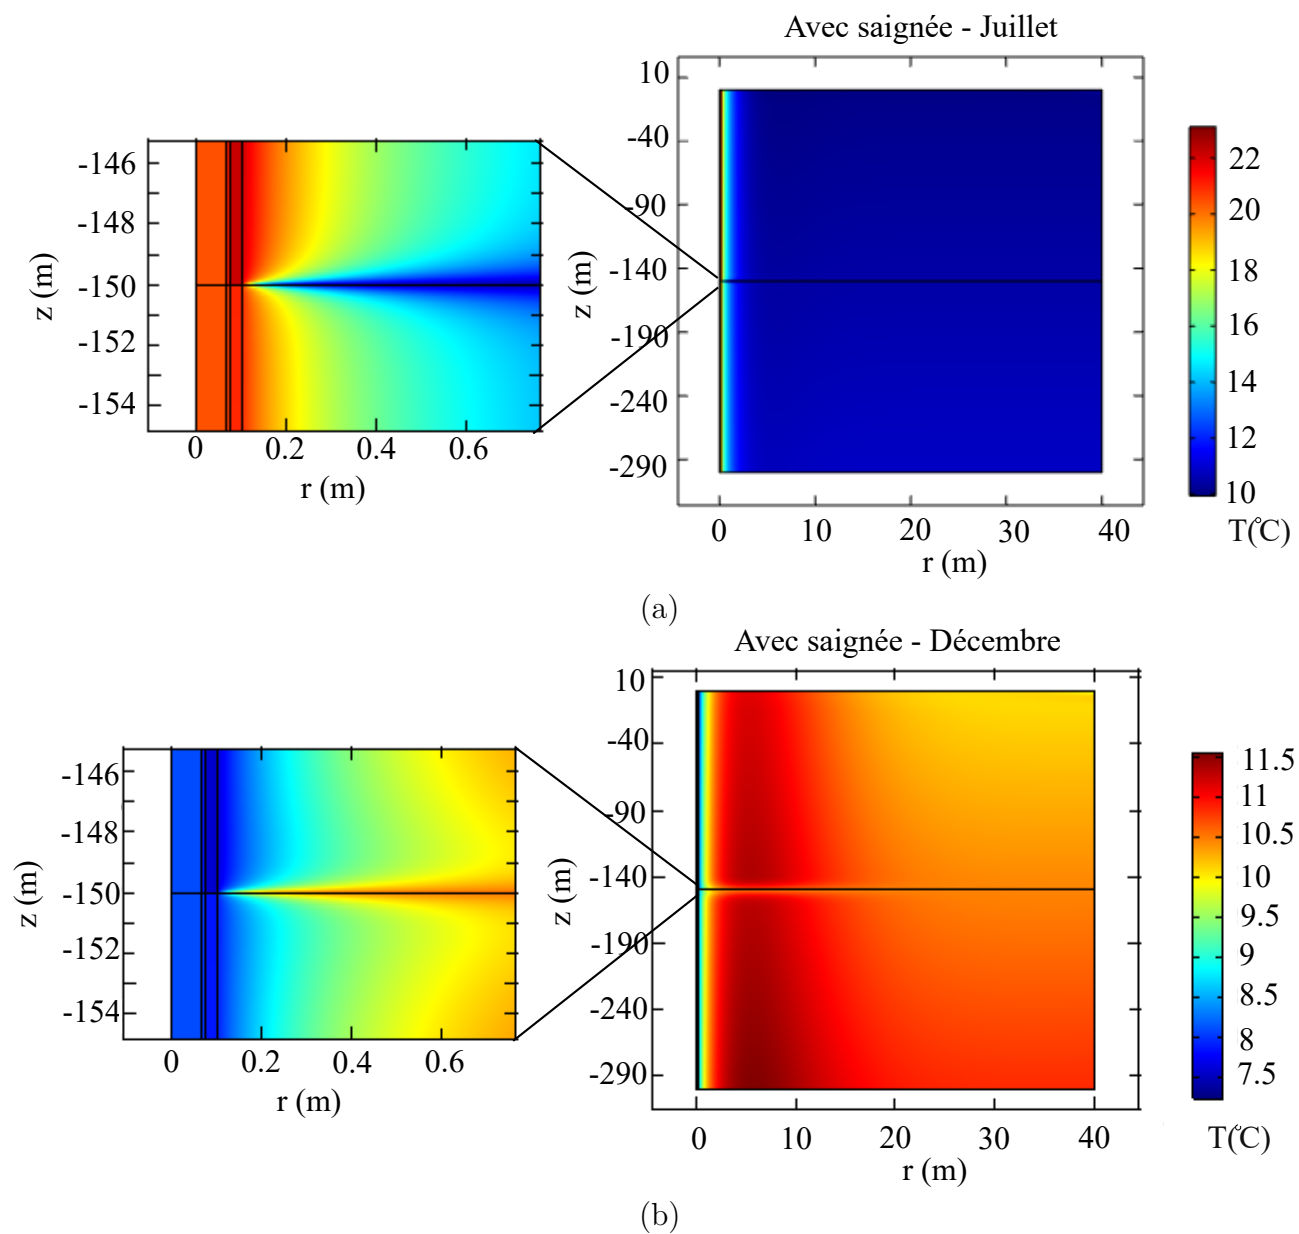 Avec saignée - Juillet
10
-40
-90
-140
-190
-240
-290
z (m)
0 10 20 30 40
r (m)
-146
-148
-150
-152
-154
z (m)
0 0.2 0.4 0.6
r (m)
22
20
18
16
14
12
10
T(℃)
(a)
Avec saignée - Décembre
10
-40
-90
-140
-190
-240
-290
z (m)
0 10 20 30 40
r (m)
-146
-148
-150
-152
-154
z (m)
0 0.2 0.4 0.6
r (m)
11.5
11
10.5
10
9.5
9
8.5
8
7.5
T(℃)
(b)